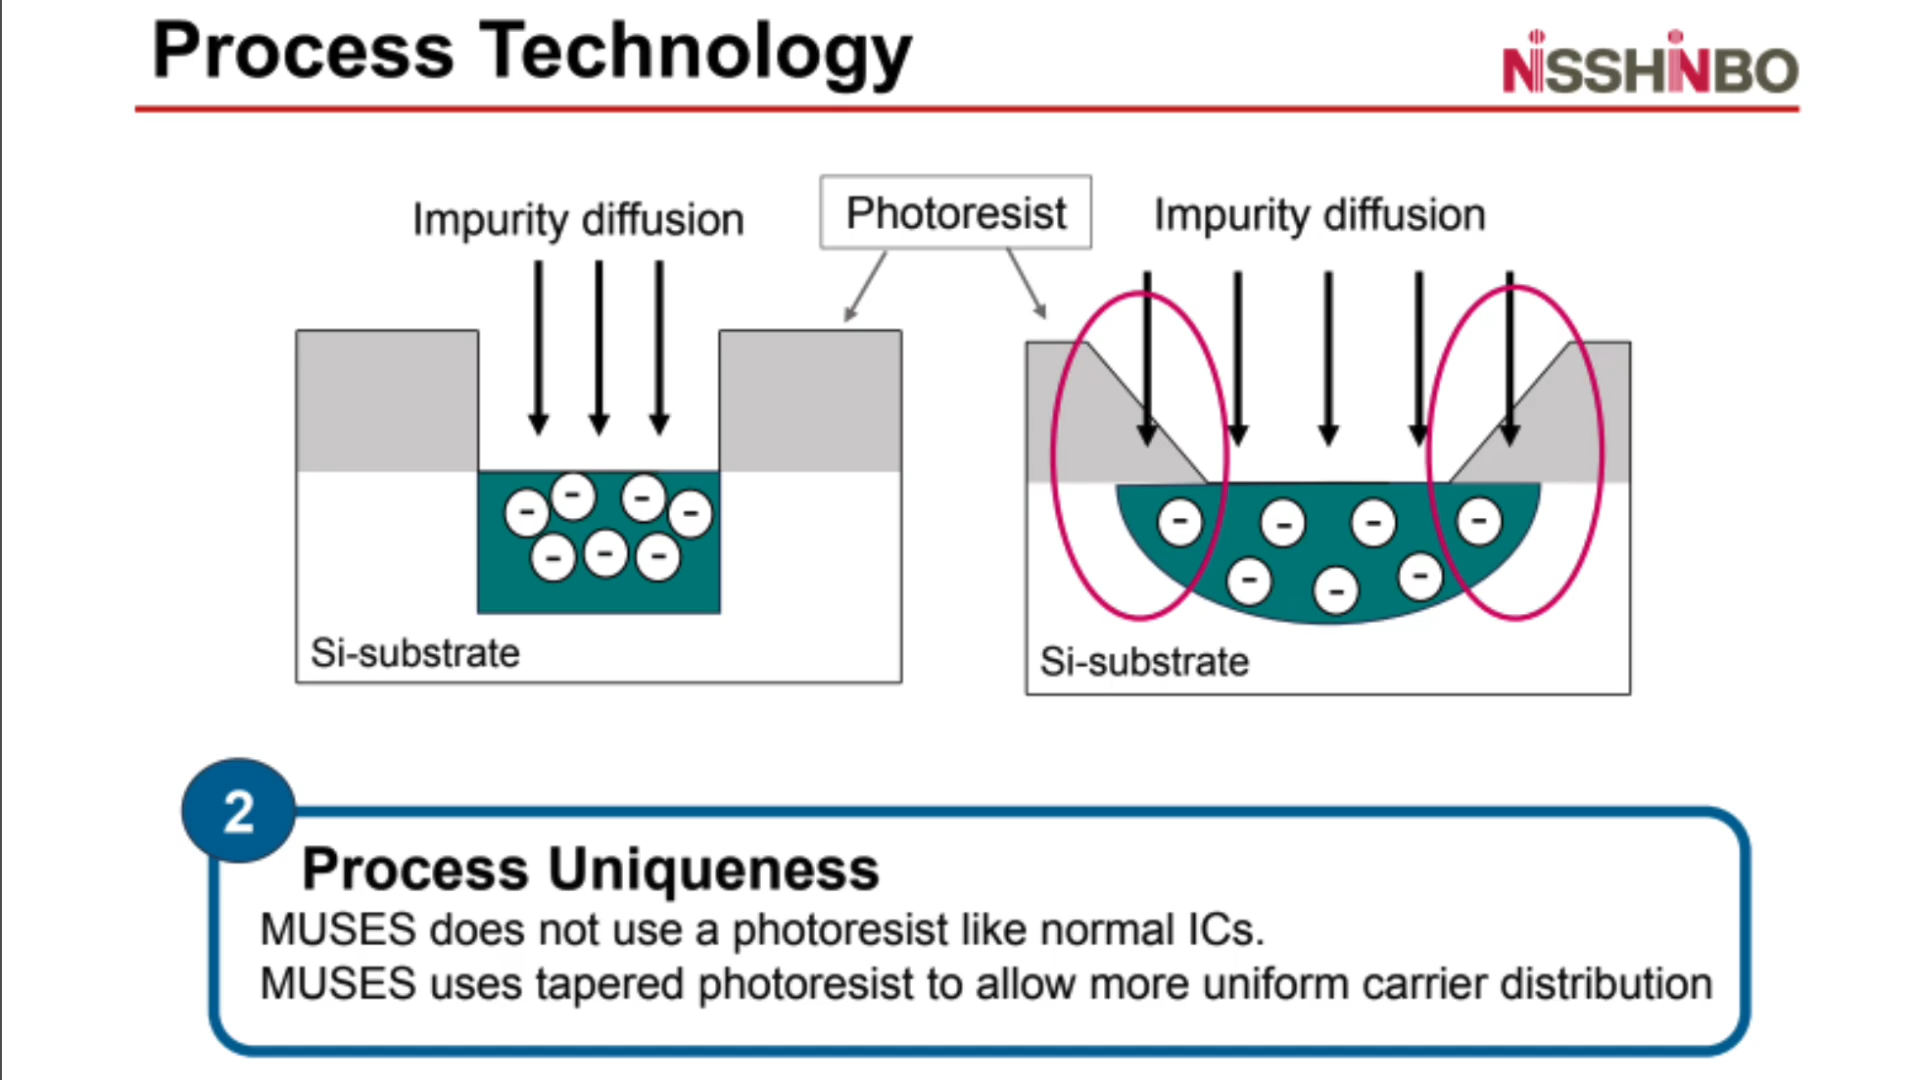 Process Technology
NISSHINBO
Impurity diffusion
Photoresist
Impurity diffusion
- - - -
- - -
- - - -
- - -
Si-substrate
Si-substrate
2
Process Uniqueness
MUSES does not use a photoresist like normal ICs.
MUSES uses tapered photoresist to allow more uniform carrier distribution